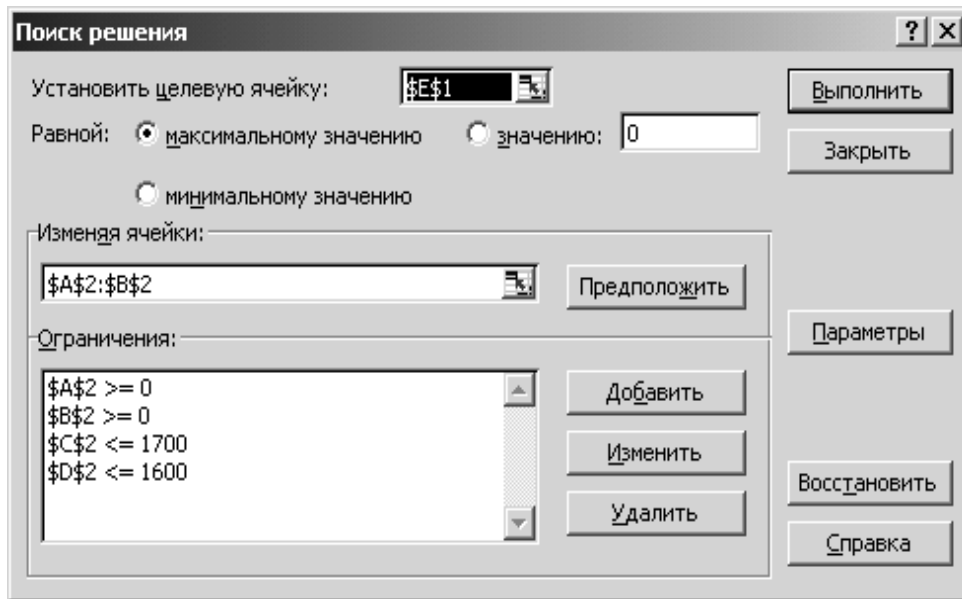 Поиск решения
Установить целевую ячейку: $E$1
Выполнить
Равной: максимальному значению значению: 0
Закрыть
минимальному значению
Изменяя ячейки:
$A$2:$B$2
Предположить
Параметры
Ограничения:
$A$2 >= 0
$B$2 >= 0
$C$2 <= 1700
$D$2 <= 1600
Добавить
Изменить
Удалить
Восстановить
Справка